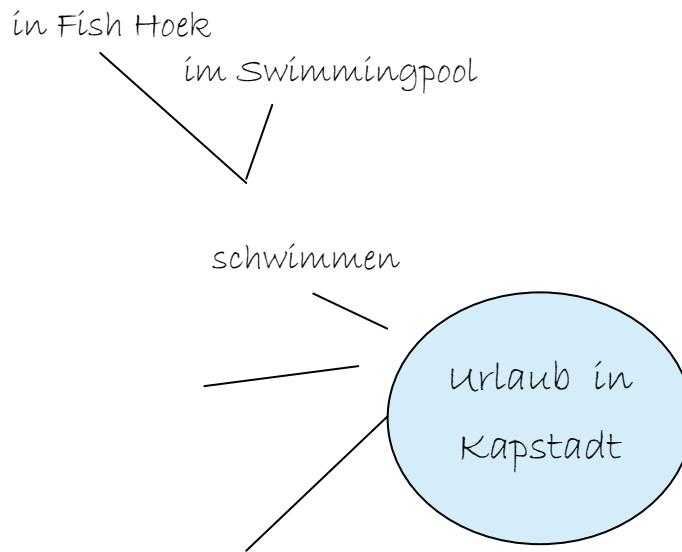 in Fish Hoek
im Swimmingpool
schwimmen
Urlaub in
Kapstadt